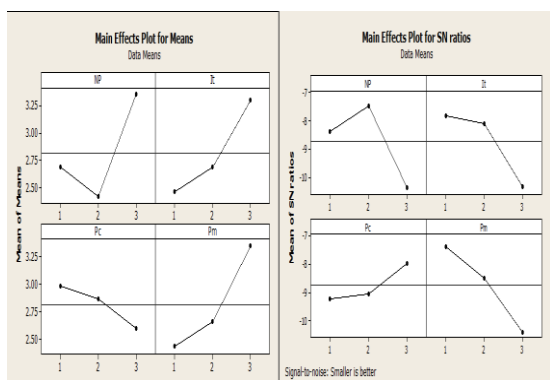 Main Effects Plot for Means
Data Means
NP It
3.25
3.00
2.75
2.50
1 2 3 1 2 3
Pc Pm
3.25
3.00
2.75
2.50
1 2 3 1 2 3
Mean of Means
Main Effects Plot for SN ratios
Data Means
NP It
-7
-8
-9
-10
1 2 3 1 2 3
Pc Pm
-7
-8
-9
-10
1 2 3 1 2 3
Mean of SN ratios
Signal-to-noise: Smaller is better